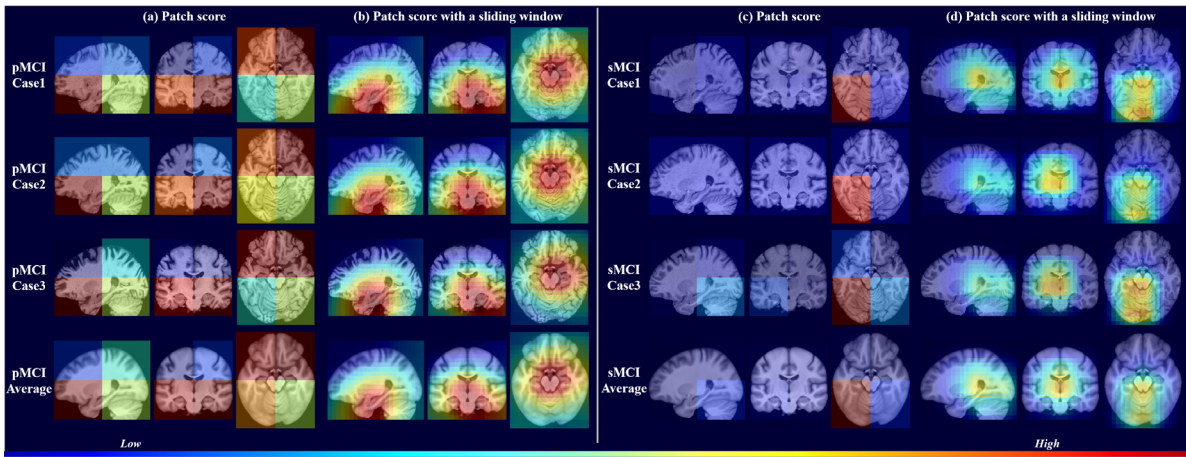 (a) Patch score
(b) Patch score with a sliding window
(c) Patch score
(d) Patch score with a sliding window
pMCI
Case1
sMCI
Case1
pMCI
Case2
sMCI
Case2
pMCI
Case3
sMCI
Case3
pMCI
Average
sMCI
Average
Low
High